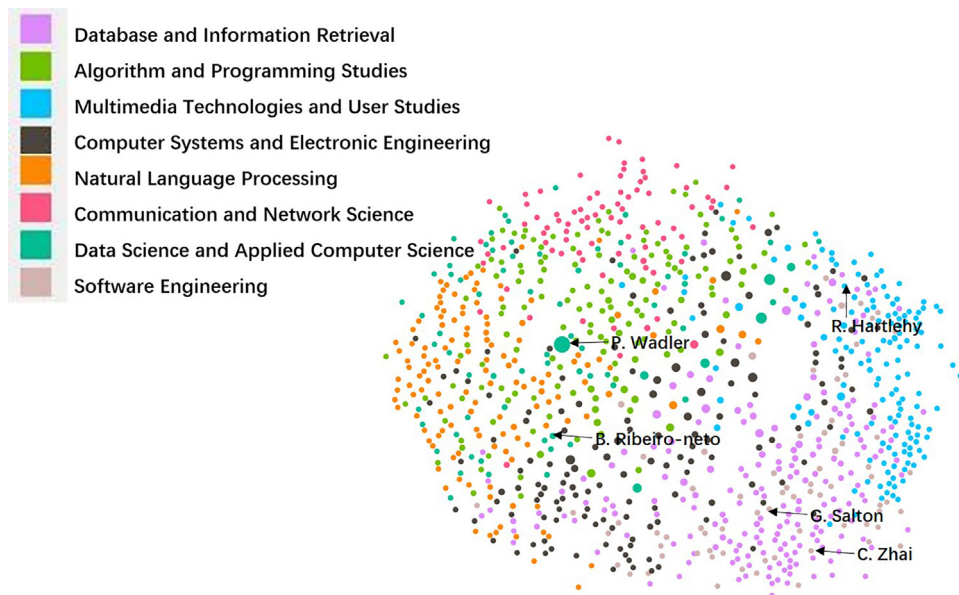 Database and Information Retrieval
Algorithm and Programming Studies
Multimedia Technologies and User Studies
Computer Systems and Electronic Engineering
Natural Language Processing
Communication and Network Science
Data Science and Applied Computer Science
Software Engineering
R. Hartlehy
P. Wadler
B. Ribeiro-neto
G. Salton
C. Zhai